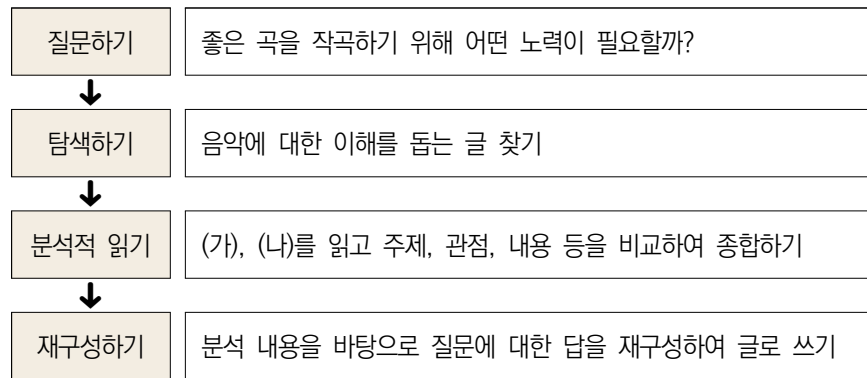 질문하기
좋은 곡을 작곡하기 위해 어떤 노력이 필요할까?
탐색하기
음악에 대한 이해를 돕는 글 찾기
분석적 읽기
(가), (나)를 읽고 주제, 관점, 내용 등을 비교하여 종합하기
재구성하기
분석 내용을 바탕으로 질문에 대한 답을 재구성하여 글로 쓰기